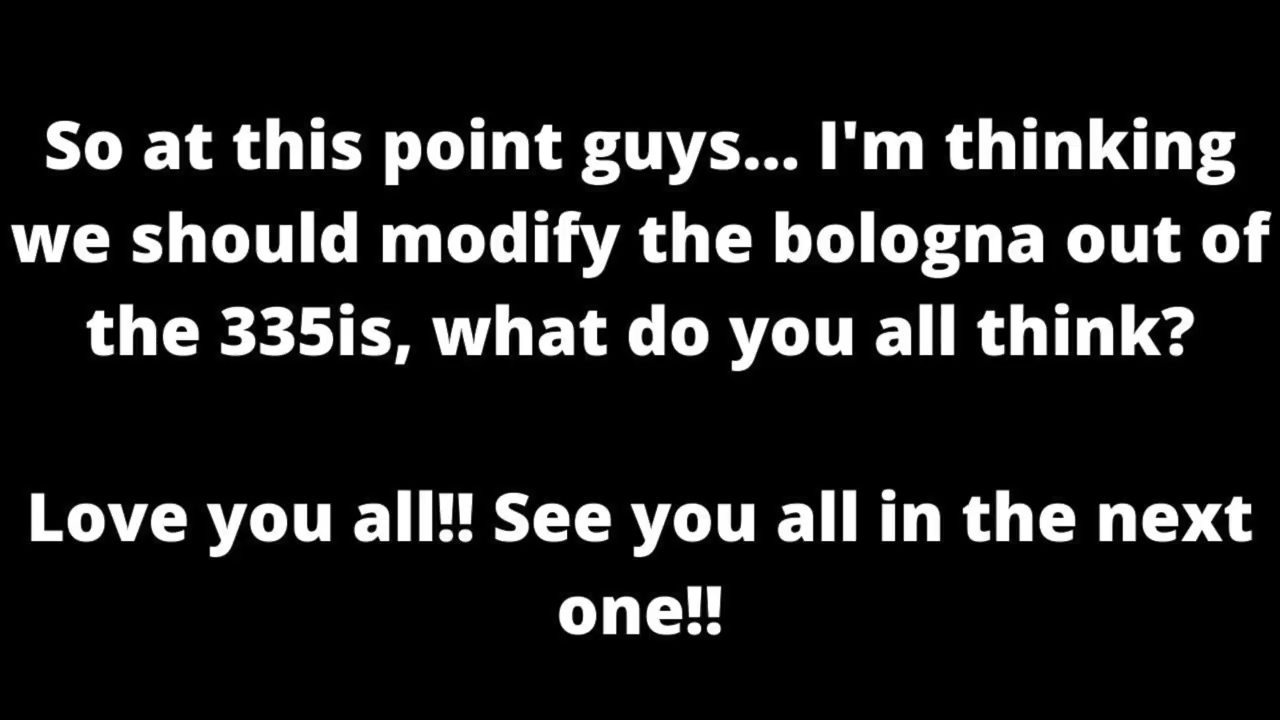 So at this point guys... I'm thinking
we should modify the bologna out of
the 335is, what do you all think?
Love you all!! See you all in the next
one!!